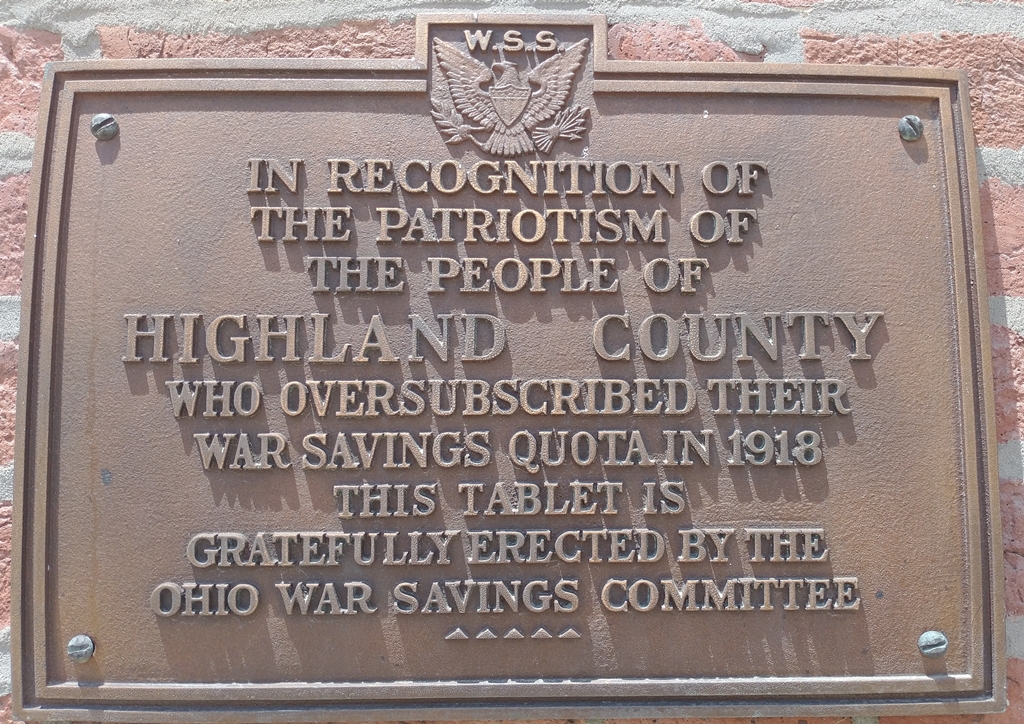 W.S.S.
IN RECOGNITION OF
THE PATRIOTISM OF
THE PEOPLE OF
HIGHLAND COUNTY
WHO OVERSUBSCRIBED THEIR
WAR SAVINGS QUOTA IN 1918
THIS TABLET IS
GRATEFULLY ERECTED BY THE
OHIO WAR SAVINGS COMMITTEE